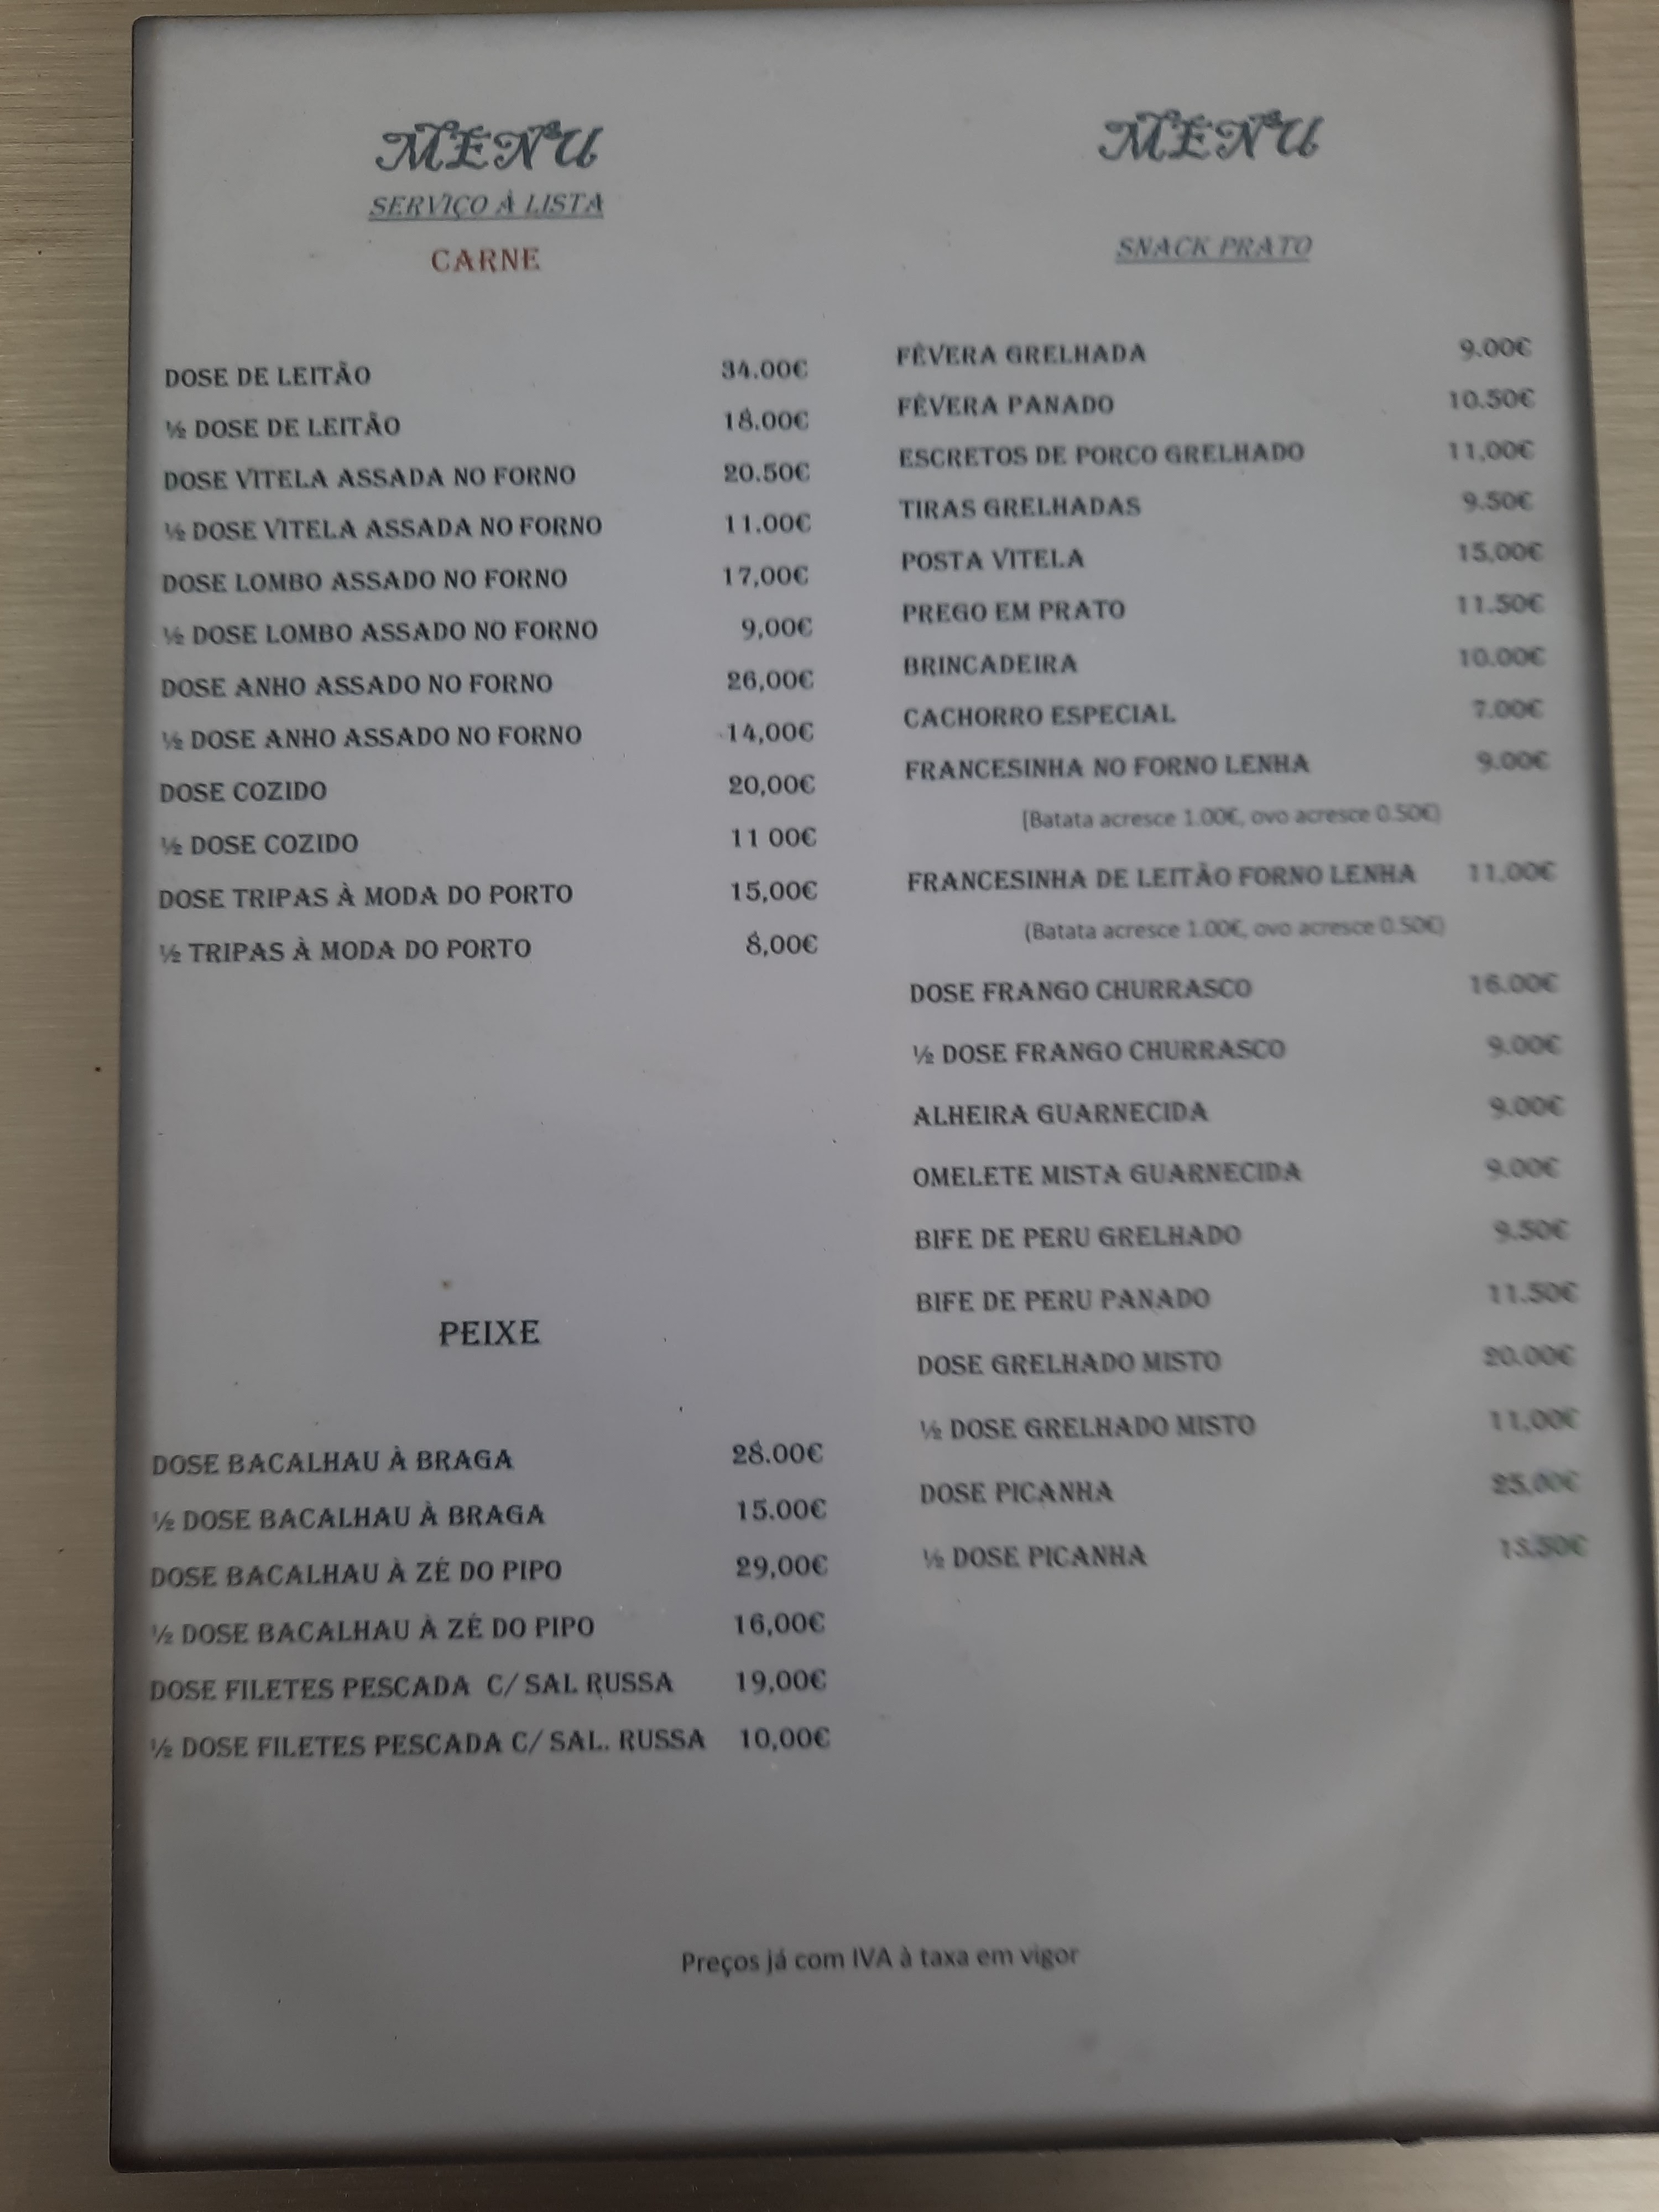 MENU
SERVIÇO À LISTA
CARNE
DOSE DE LEITÃO 34.00€
½ DOSE DE LEITÃO 18.00€
DOSE VITELA ASSADA NO FORNO 20.50€
½ DOSE VITELA ASSADA NO FORNO 11.00€
DOSE LOMBO ASSADO NO FORNO 17,00€
½ DOSE LOMBO ASSADO NO FORNO 9,00€
DOSE ANHO ASSADO NO FORNO 26,00€
½ DOSE ANHO ASSADO NO FORNO 14,00€
DOSE COZIDO 20,00€
½ DOSE COZIDO 11 00€
DOSE TRIPAS À MODA DO PORTO 15,00€
½ TRIPAS À MODA DO PORTO 8,00€
PEIXE
DOSE BACALHAU À BRAGA 28.00€
½ DOSE BACALHAU À BRAGA 15.00€
DOSE BACALHAU À ZÉ DO PIPO 29,00€
½ DOSE BACALHAU À ZÉ DO PIPO 16,00€
DOSE FILETES PESCADA C/ SAL RUSSA 19,00€
½ DOSE FILETES PESCADA C/ SAL. RUSSA 10,00€
MENU
SNACK PRATO
FÊVERA GRELHADA 9.00€
FÊVERA PANADO 10.50€
ESCRETOS DE PORCO GRELHADO 11,00€
TIRAS GRELHADAS 9.50€
POSTA VITELA 15,00€
PREGO EM PRATO 11.50€
BRINCADEIRA 10.00€
CACHORRO ESPECIAL 7.00€
FRANCESINHA NO FORNO LENHA 9.00€
(Batata acresce 1.00€, ovo acresce 0.50€)
FRANCESINHA DE LEITÃO FORNO LENHA 11,00€
(Batata acresce 1.00€, ovo acresce 0.50€)
DOSE FRANGO CHURRASCO 16.00€
½ DOSE FRANGO CHURRASCO 9.00€
ALHEIRA GUARNECIDA 9.00€
OMELETE MISTA GUARNECIDA 9.00€
BIFE DE PERU GRELHADO 9.50€
BIFE DE PERU PANADO 11.50€
DOSE GRELHADO MISTO 20.00€
½ DOSE GRELHADO MISTO 11,00€
DOSE PICANHA 25,00€
½ DOSE PICANHA 13.50€
Preços já com IVA à taxa em vigor